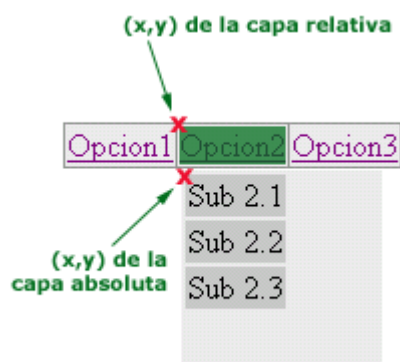 (x,y) de la capa relativa
x
Opcion1 Opcion2 Opcion3
x
Sub 2.1
Sub 2.2
(x,y) de la
capa absoluta
Sub 2.3